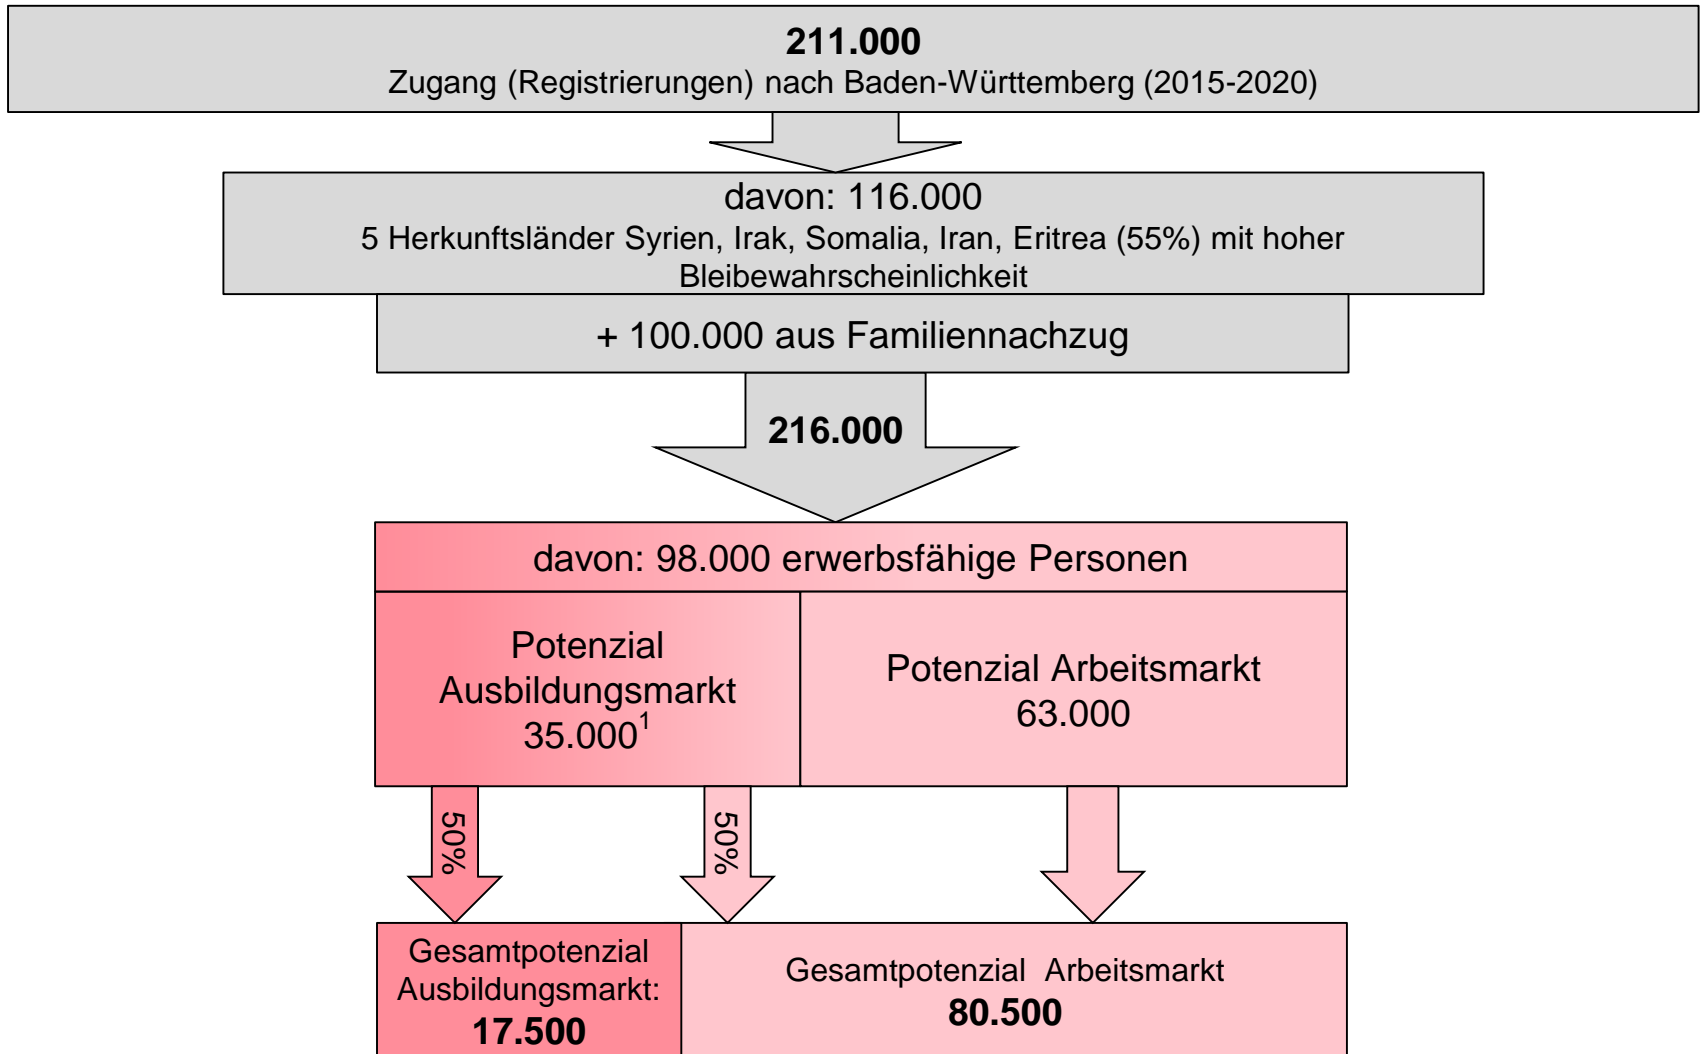 211.000
Zugang (Registrierungen) nach Baden-Württemberg (2015-2020)
davon: 116.000
5 Herkunftsländer Syrien, Irak, Somalia, Iran, Eritrea (55%) mit hoher
Bleibewahrscheinlichkeit
+ 100.000 aus Familiennachzug
216.000
davon: 98.000 erwerbsfähige Personen
Potenzial
Ausbildungsmarkt
35.000¹
Potenzial Arbeitsmarkt
63.000
50%
50%
Gesamtpotenzial
Ausbildungsmarkt:
17.500
Gesamtpotenzial Arbeitsmarkt
80.500